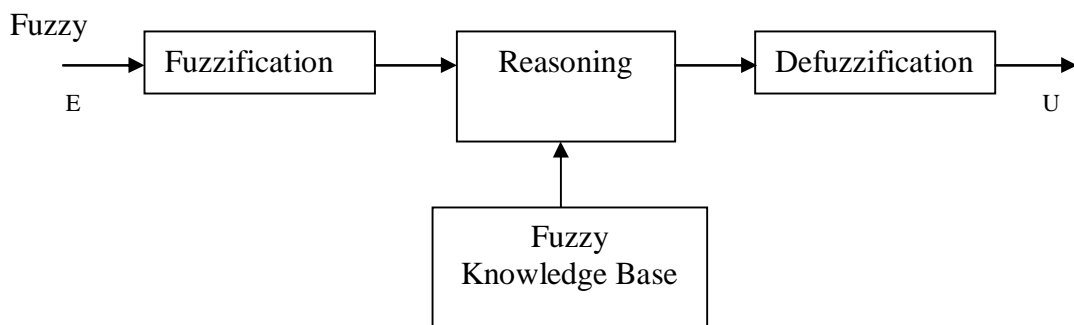 Fuzzy
Fuzzification
Reasoning
Defuzzification
E
U
Fuzzy
Knowledge Base